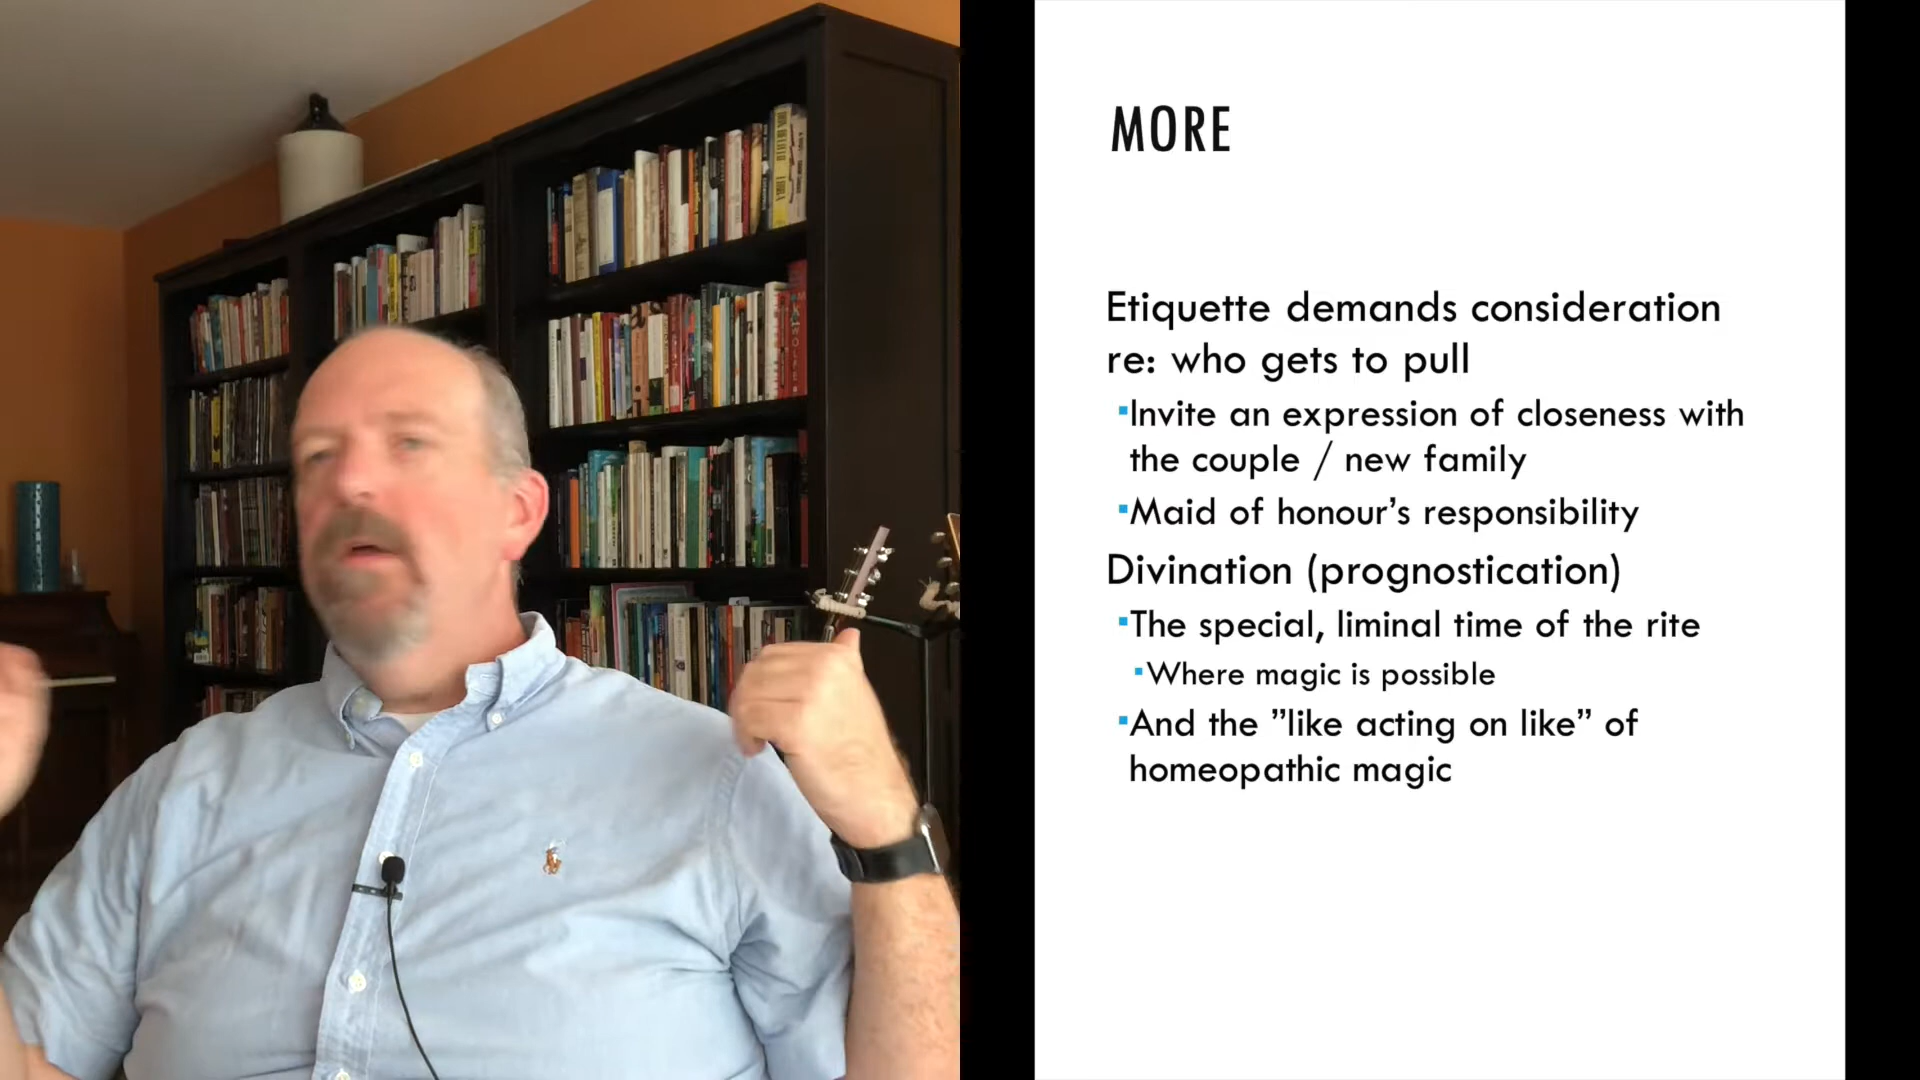 MORE
Etiquette demands consideration
re: who gets to pull
▪Invite an expression of closeness with
the couple / new family
▪Maid of honour’s responsibility
Divination (prognostication)
▪The special, liminal time of the rite
▪Where magic is possible
▪And the ”like acting on like” of
homeopathic magic